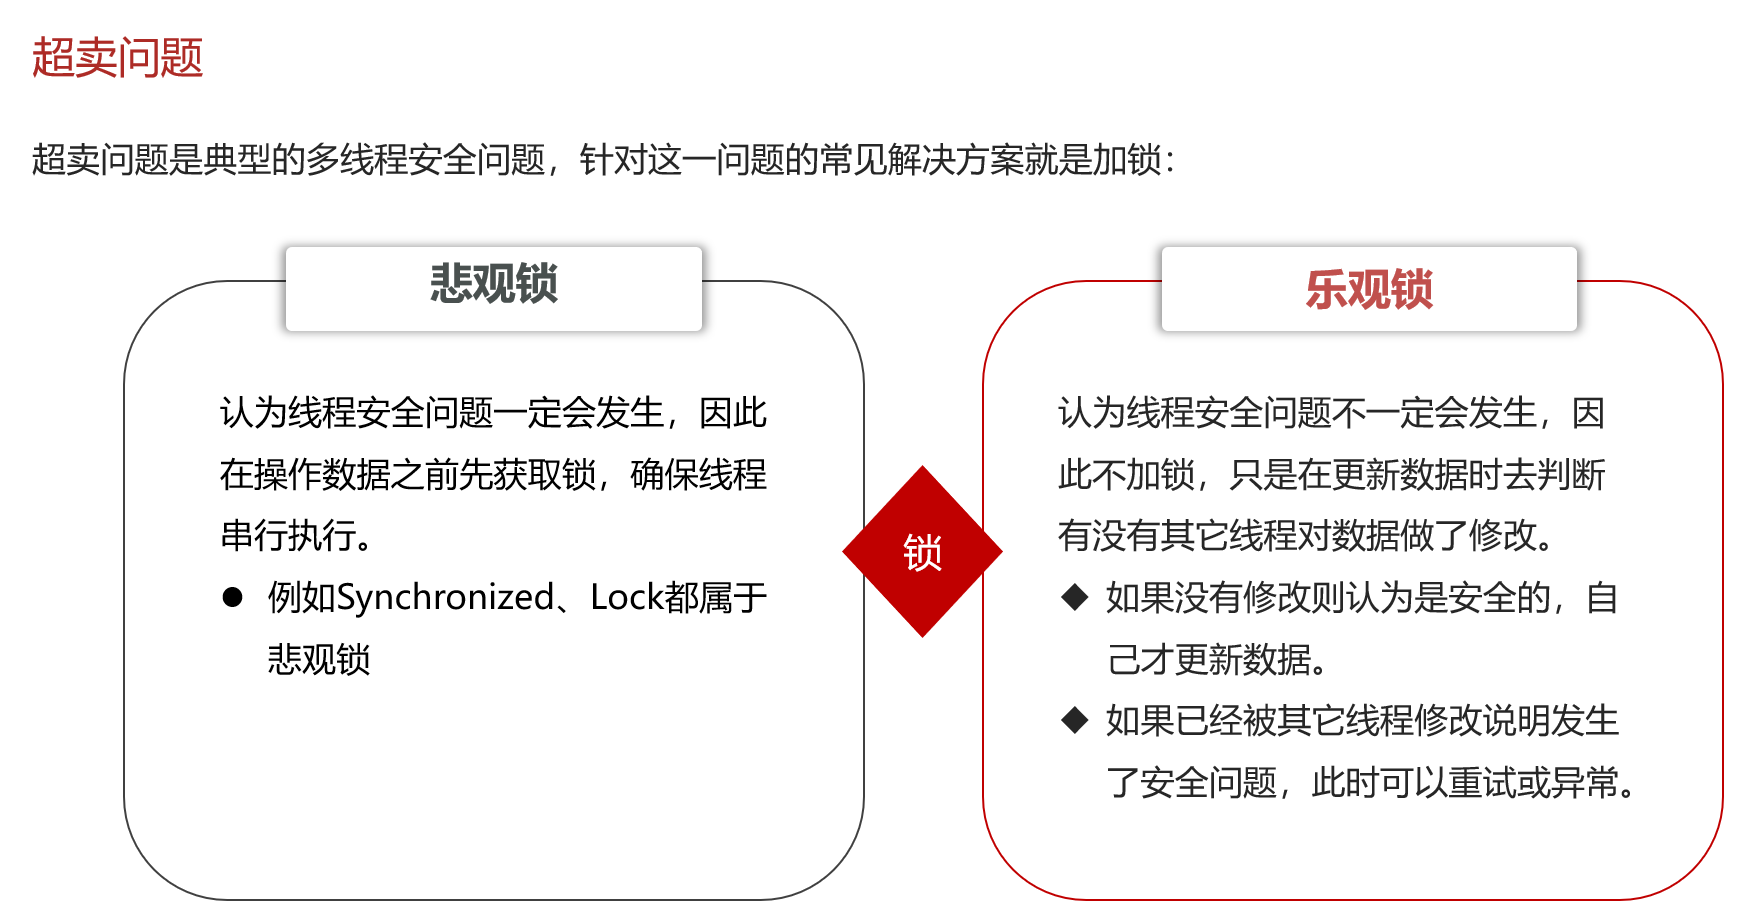 超卖问题
超卖问题是典型的多线程安全问题，针对这一问题的常见解决方案就是加锁：
悲观锁
认为线程安全问题一定会发生，因此
在操作数据之前先获取锁，确保线程
串行执行。
● 例如Synchronized、Lock都属于
悲观锁
锁
乐观锁
认为线程安全问题不一定会发生，因
此不加锁，只是在更新数据时去判断
有没有其它线程对数据做了修改。
◆ 如果没有修改则认为是安全的，自
己才更新数据。
◆ 如果已经被其它线程修改说明发生
了安全问题，此时可以重试或异常。